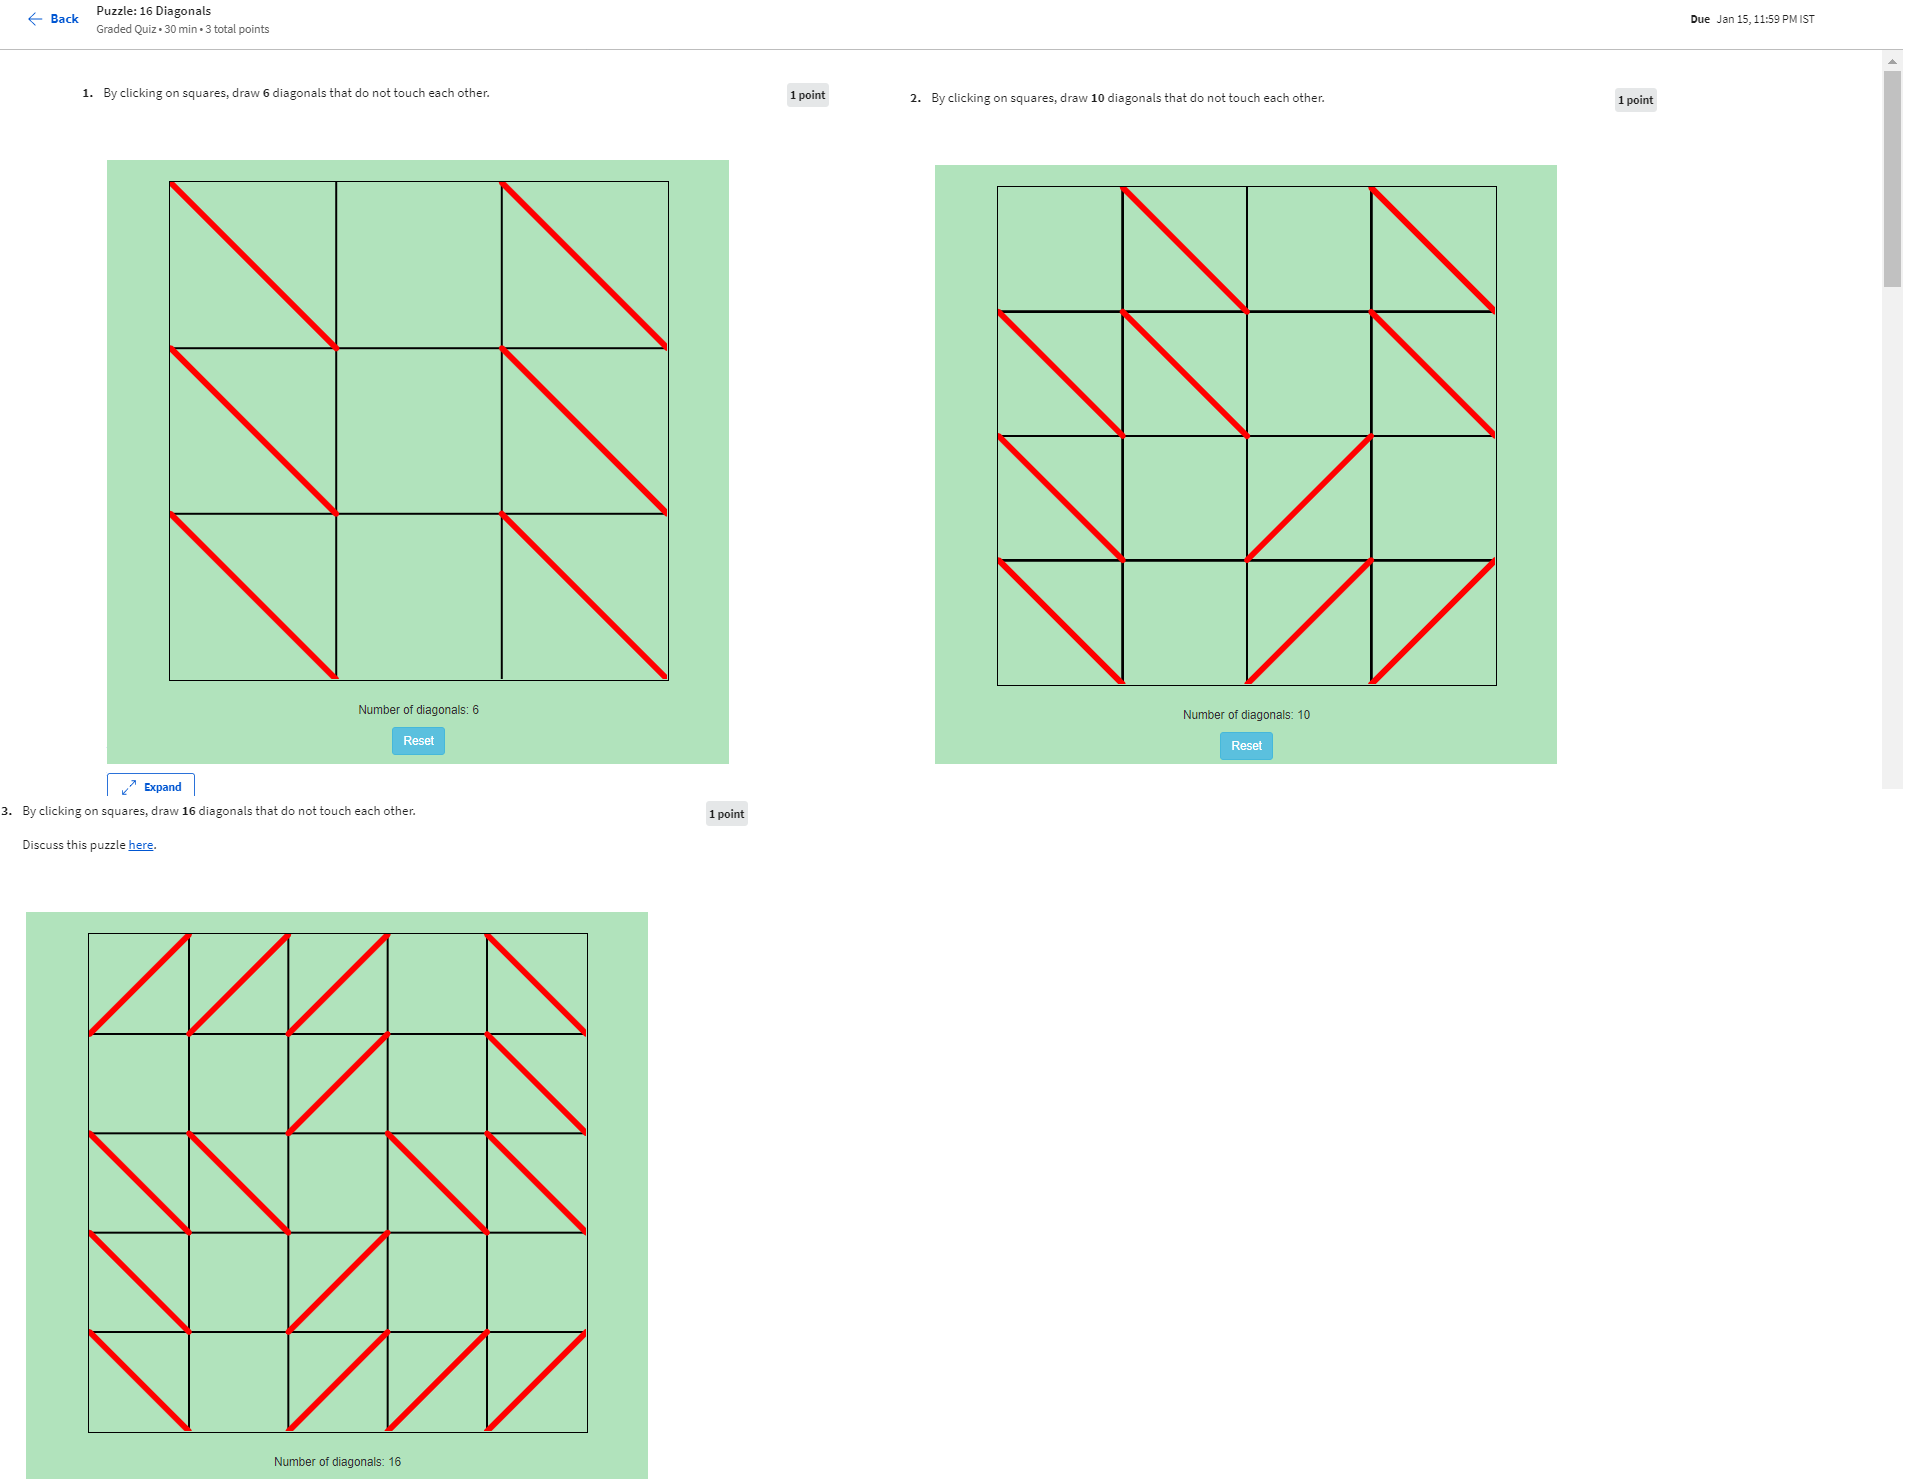 Back
Puzzle: 16 Diagonals
Graded Quiz • 30 min • 3 total points
Due Jan 15, 11:59 PM IST
1. By clicking on squares, draw 6 diagonals that do not touch each other.
1 point
Number of diagonals: 6
Reset
Expand
2. By clicking on squares, draw 10 diagonals that do not touch each other.
1 point
Number of diagonals: 10
Reset
3. By clicking on squares, draw 16 diagonals that do not touch each other.
1 point
Discuss this puzzle here.
Number of diagonals: 16